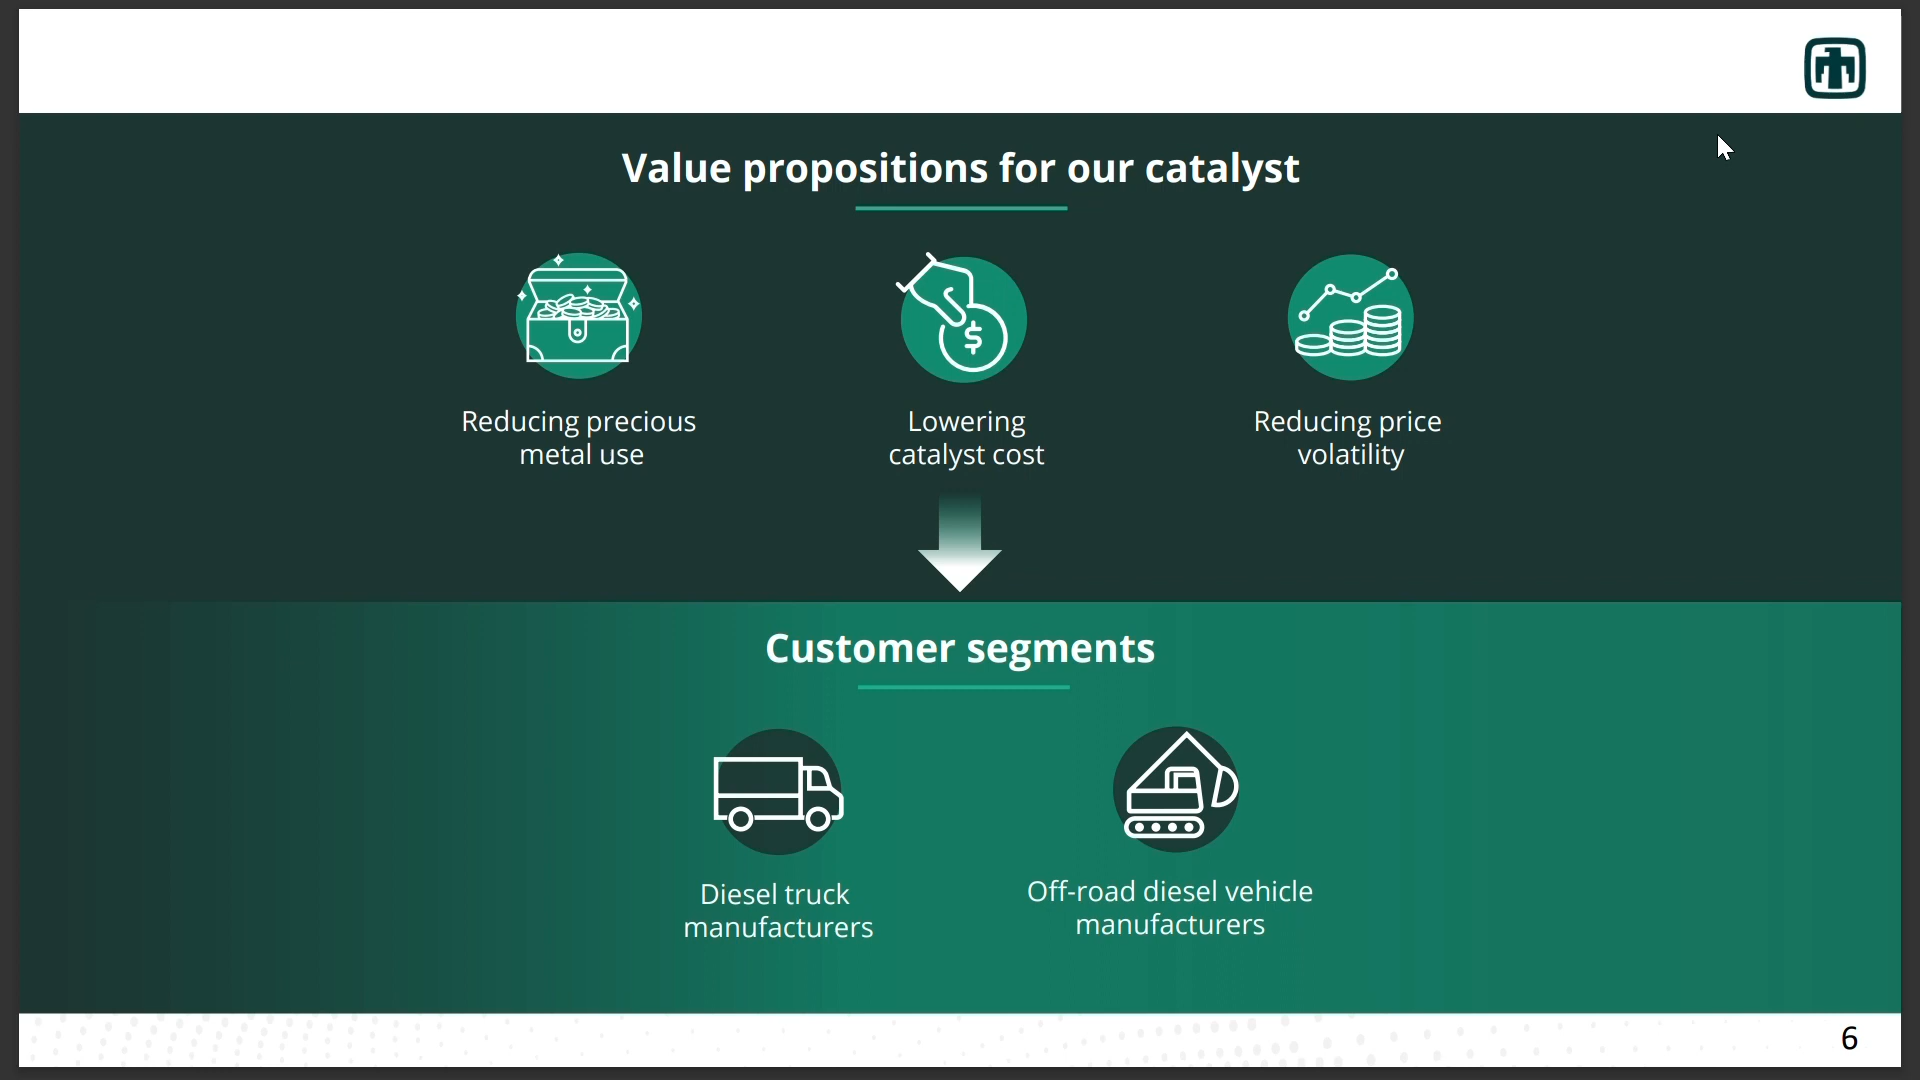 Value propositions for our catalyst
Reducing precious
metal use
Lowering
catalyst cost
Reducing price
volatility
$
Customer segments
Diesel truck
manufacturers
Off-road diesel vehicle
manufacturers
6